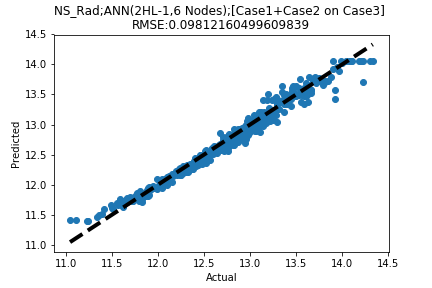 NS_Rad;ANN(2HL-1,6 Nodes);[Case1+Case2 on Case3]
RMSE:0.09812160499609839
14.5
14.0
13.5
13.0
12.5
12.0
11.5
11.0
Predicted
11.0 11.5 12.0 12.5 13.0 13.5 14.0 14.5
Actual